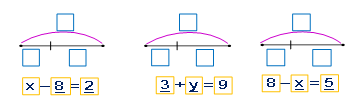 x – 8 = 2
3 + y = 9
8 – x = 5